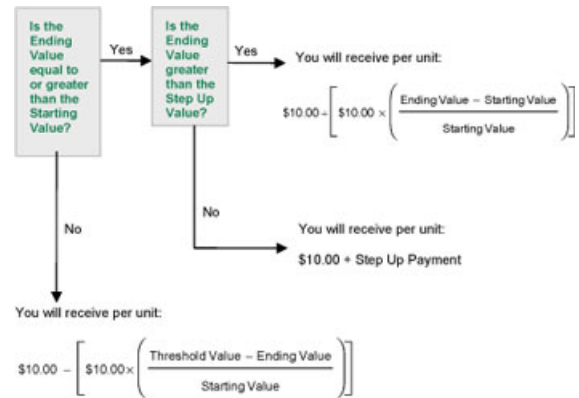 Is the
Ending
Value
equal to
or greater
than the
Starting
Value?
Yes
Is the
Ending
Value
greater
than the
Step Up
Value?
Yes
You will receive per unit:
$10.00+[$10.00 × (Ending Value – Starting Value
Starting Value)]
No
You will receive per unit:
$10.00 + Step Up Payment
No
You will receive per unit:
$10.00 – [$10.00× (Threshold Value – Ending Value
Starting Value)]